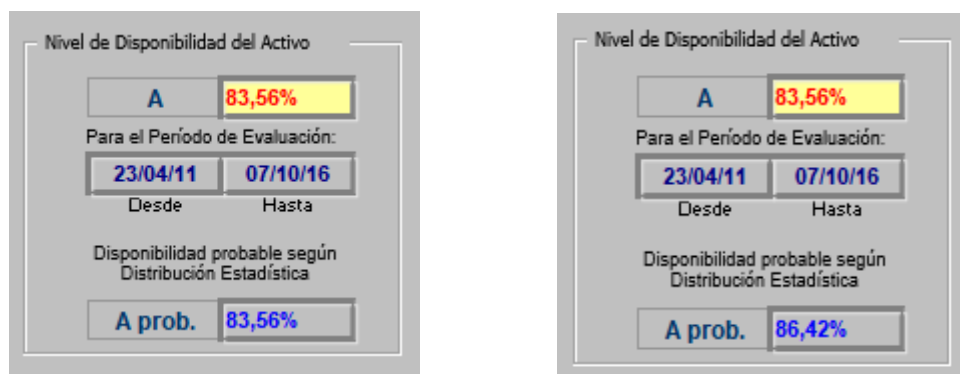 Nivel de Disponibilidad del Activo
A 83,56%
Para el Período de Evaluación:
23/04/11 07/10/16
Desde Hasta
Disponibilidad probable según
Distribución Estadística
A prob. 83,56%
Nivel de Disponibilidad del Activo
A 83,56%
Para el Período de Evaluación:
23/04/11 07/10/16
Desde Hasta
Disponibilidad probable según
Distribución Estadística
A prob. 86,42%